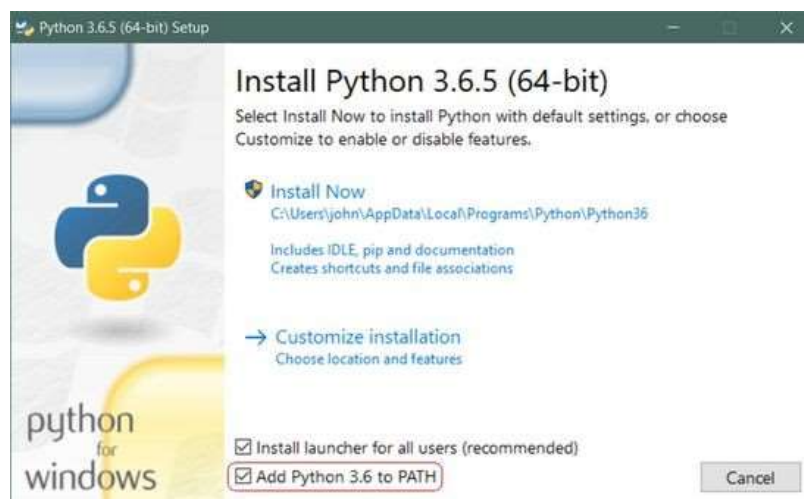 Python 3.6.5 (64-bit) Setup
Install Python 3.6.5 (64-bit)
Select Install Now to install Python with default settings, or choose
Customize to enable or disable features.
Install Now
C:\Users\john\AppData\Local\Programs\Python\Python36
Includes IDLE, pip and documentation
Creates shortcuts and file associations
Customize installation
Choose location and features
python
for
windows
Install launcher for all users (recommended)
Add Python 3.6 to PATH
Cancel